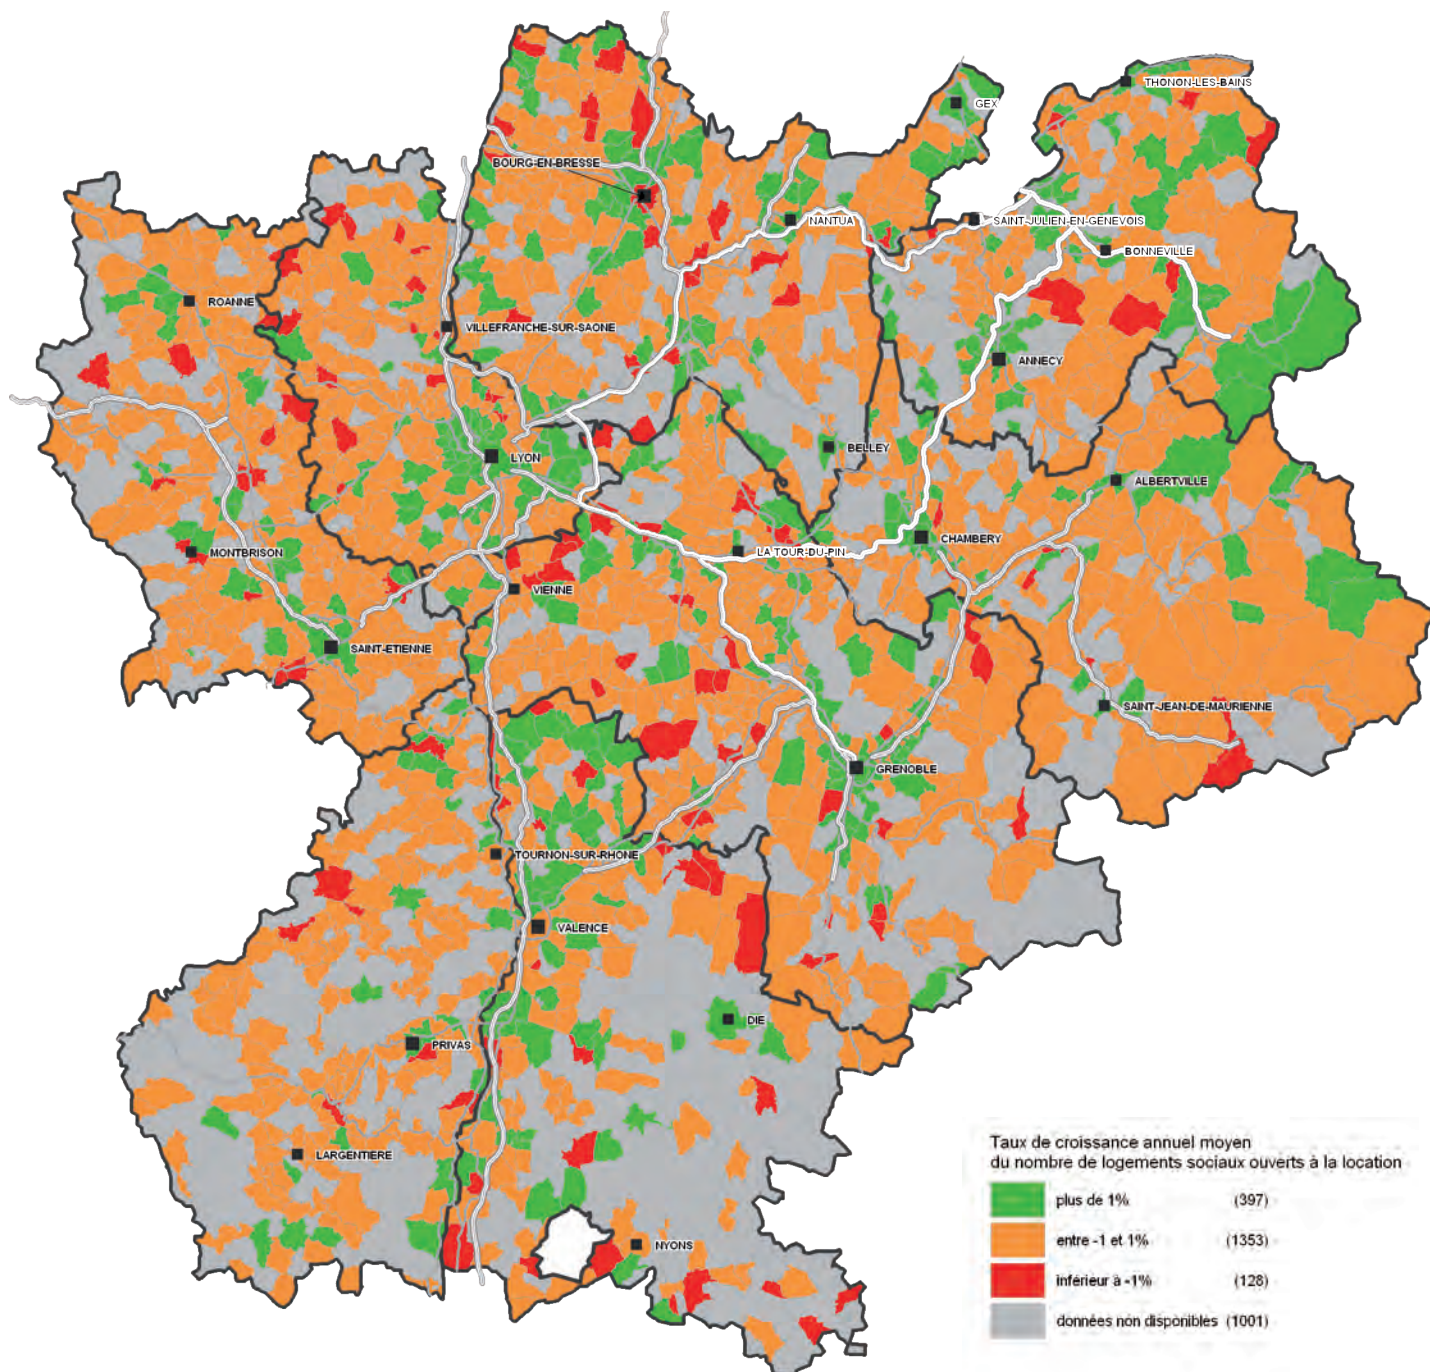 THONON-LES-BAINS
GEX
BOURG-EN-BRESSE
NANTUA
SAINT-JULIEN-EN-GENEVOIS
BONNEVILLE
ROANNE
VILLEFRANCHE-SUR-SAONE
ANNECY
BELLEY
LYON
ALBERTVILLE
CHAMBERY
MONTBRISON
LA TOUR-DU-PIN
VIENNE
SAINT-ETIENNE
SAINT-JEAN-DE-MAURIENNE
GRENOBLE
TOURNON-SUR-RHONE
VALENCE
DIE
PRIVAS
LARGENTIERE
NYONS
Taux de croissance annuel moyen
du nombre de logements sociaux ouverts à la location
plus de 1% (397)
entre -1 et 1% (1353)
inférieur à -1% (128)
données non disponibles (1001)